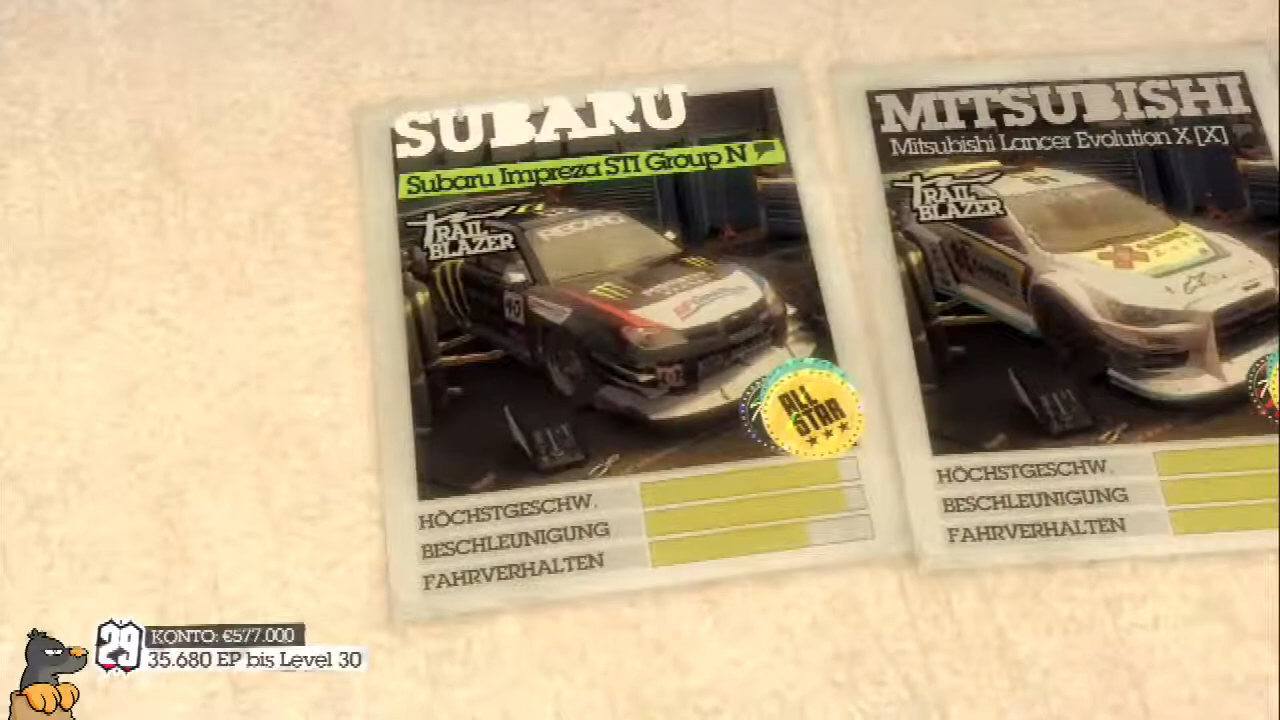 SUBARU
Subaru Impreza STI Group N
TRAIL
BLAZER
RECARO
ALL
STAR
HÖCHSTGESCHW.
BESCHLEUNIGUNG
FAHRVERHALTEN
MITSUBISHI
Mitsubishi Lancer Evolution X [X]
TRAIL
BLAZER
HÖCHSTGESCHW.
BESCHLEUNIGUNG
FAHRVERHALTEN
29
KONTO: €577.000
35.680 EP bis Level 30